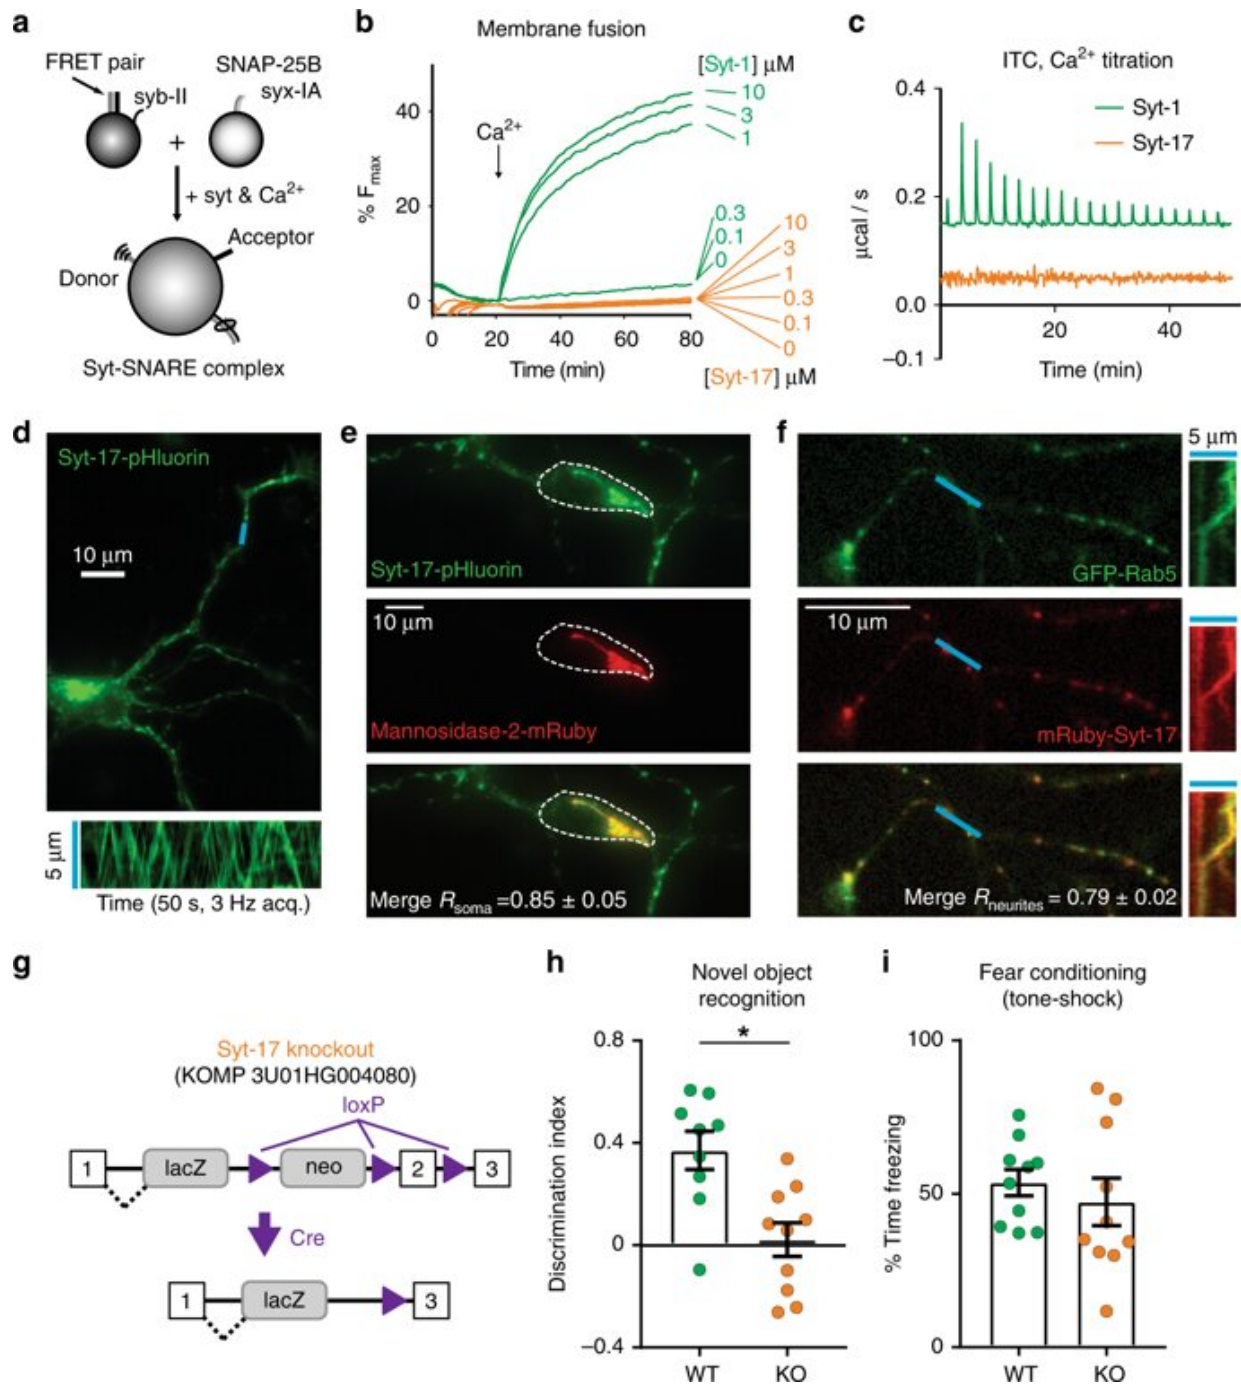 a
FRET pair
SNAP-25B
syx-IA
syb-II
+
+ syt & Ca²⁺
Acceptor
Donor
Syt-SNARE complex
b
Membrane fusion
[Syt-1] μM
10
3
1
Ca²⁺
% Fmax
40
20
0
0.3
0.1
0
10
3
1
0.3
0.1
0
0
20
40
60
80
Time (min)
[Syt-17] μM
c
ITC, Ca²⁺ titration
Syt-1
Syt-17
μcal / s
0.4
0.2
0.0
−0.1
20
40
Time (min)
d
Syt-17-pHluorin
10 μm
5 μm
Time (50 s, 3 Hz acq.)
e
Syt-17-pHluorin
10 μm
Mannosidase-2-mRuby
Merge Rsoma =0.85 ± 0.05
f
5 μm
GFP-Rab5
10 μm
mRuby-Syt-17
Merge Rneurites = 0.79 ± 0.02
g
Syt-17 knockout
(KOMP 3U01HG004080)
loxP
1
lacZ
neo
2
3
Cre
1
lacZ
3
h
Novel object
recognition
*
Discrimination index
0.8
0.4
0
−0.4
WT
KO
i
Fear conditioning
(tone-shock)
% Time freezing
100
50
0
WT
KO